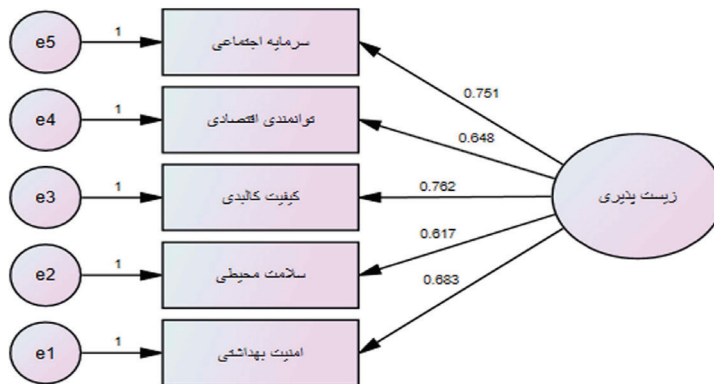 e5
1
سرمایه اجتماعی
0.751
e4
1
توانمندی اقتصادی
0.648
e3
1
کیفیت کالبدی
0.762
زیست پذیری
e2
1
سلامت محیطی
0.617
e1
1
امنیت بهداشتی
0.683